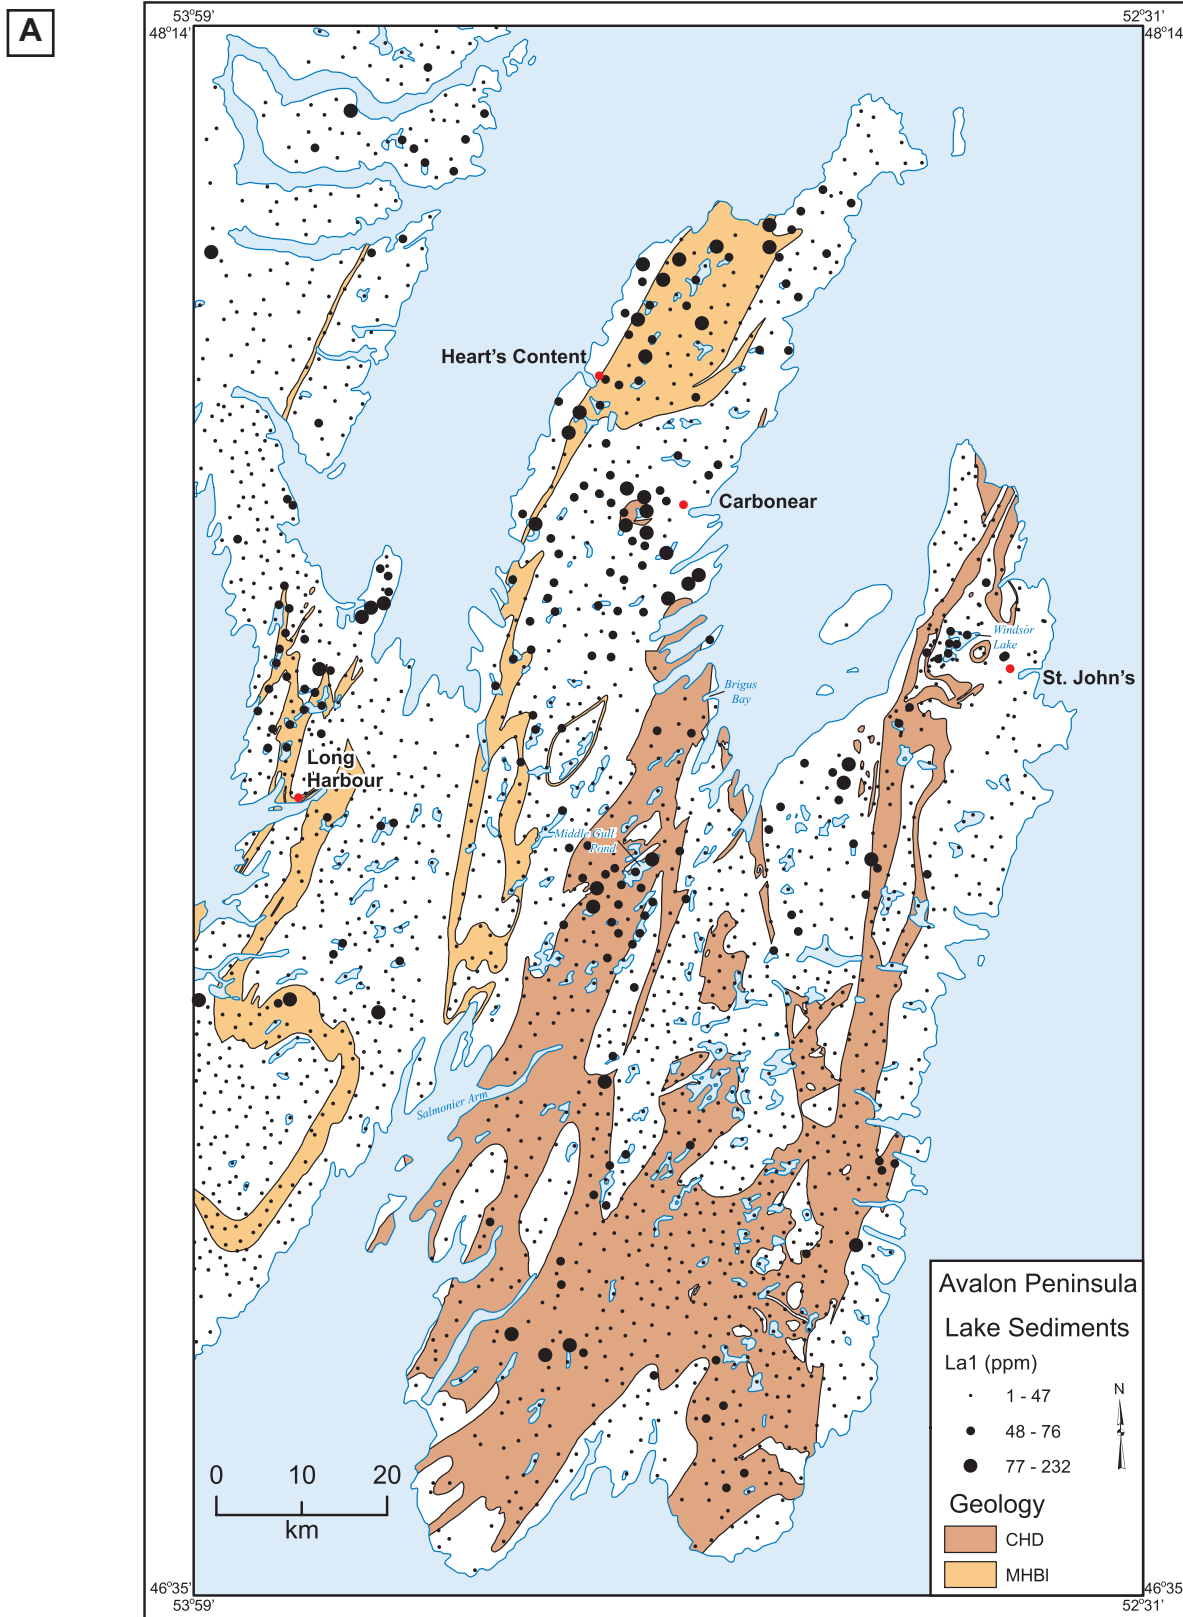 A
53°59'
52°31'
48°14'
48°14'
Heart's Content
Carbonear
Windsor
Lake
St. John's
Brigus
Bay
Long
Harbour
Middle Gull
Pond
Salmonier Arm
Avalon Peninsula
Lake Sediments
La1 (ppm)
1 - 47
N
48 - 76
77 - 232
Geology
CHD
MHBI
0 10 20
km
46°35'
46°35'
53°59'
52°31'